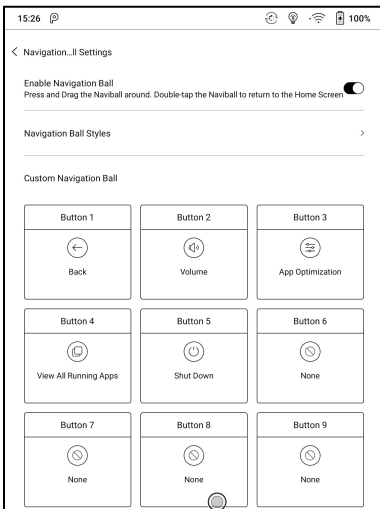 15:26
100%
Navigation...ll Settings
Enable Navigation Ball
Press and Drag the Naviball around. Double-tap the Naviball to return to the Home Screen
Navigation Ball Styles
Custom Navigation Ball
Button 1 Button 2 Button 3
Back Volume App Optimization
Button 4 Button 5 Button 6
View All Running Apps Shut Down None
Button 7 Button 8 Button 9
None None None